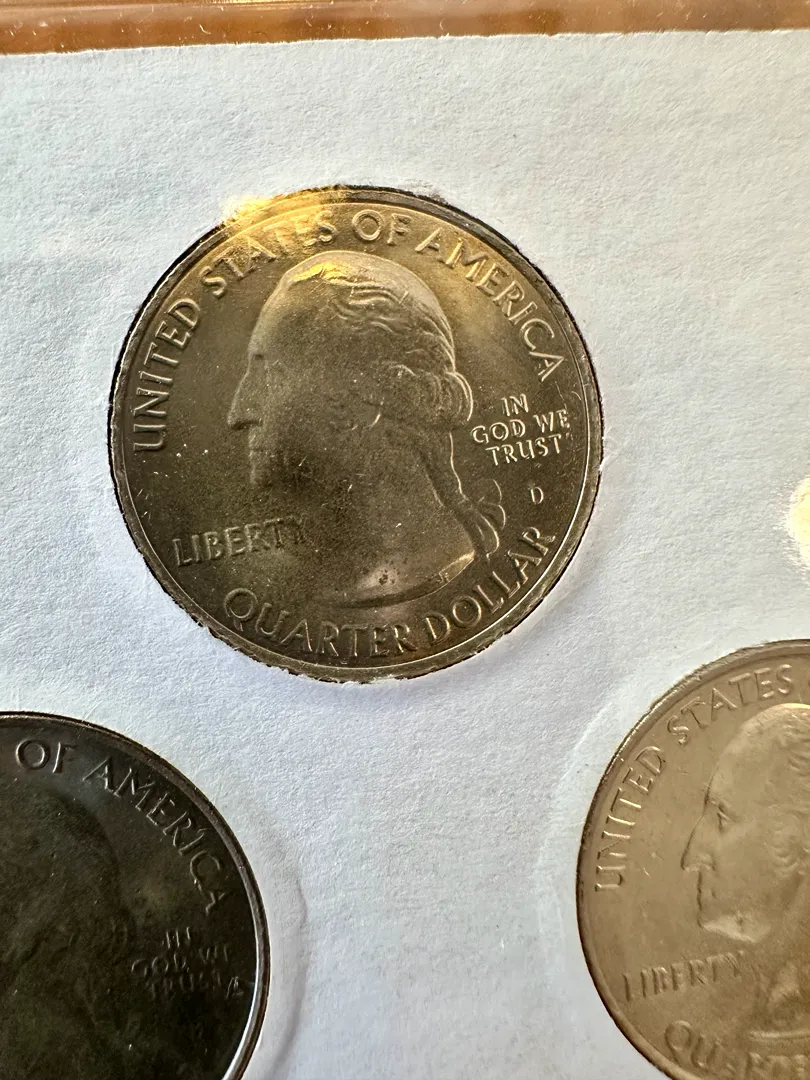 UNITED STATES OF AMERICA
IN
GOD WE
TRUST
D
LIBERTY
QUARTER DOLLAR
OF AMERICA
IN
GOD WE
TRUST
UNITED STATES
LIBERTY
QUARTE